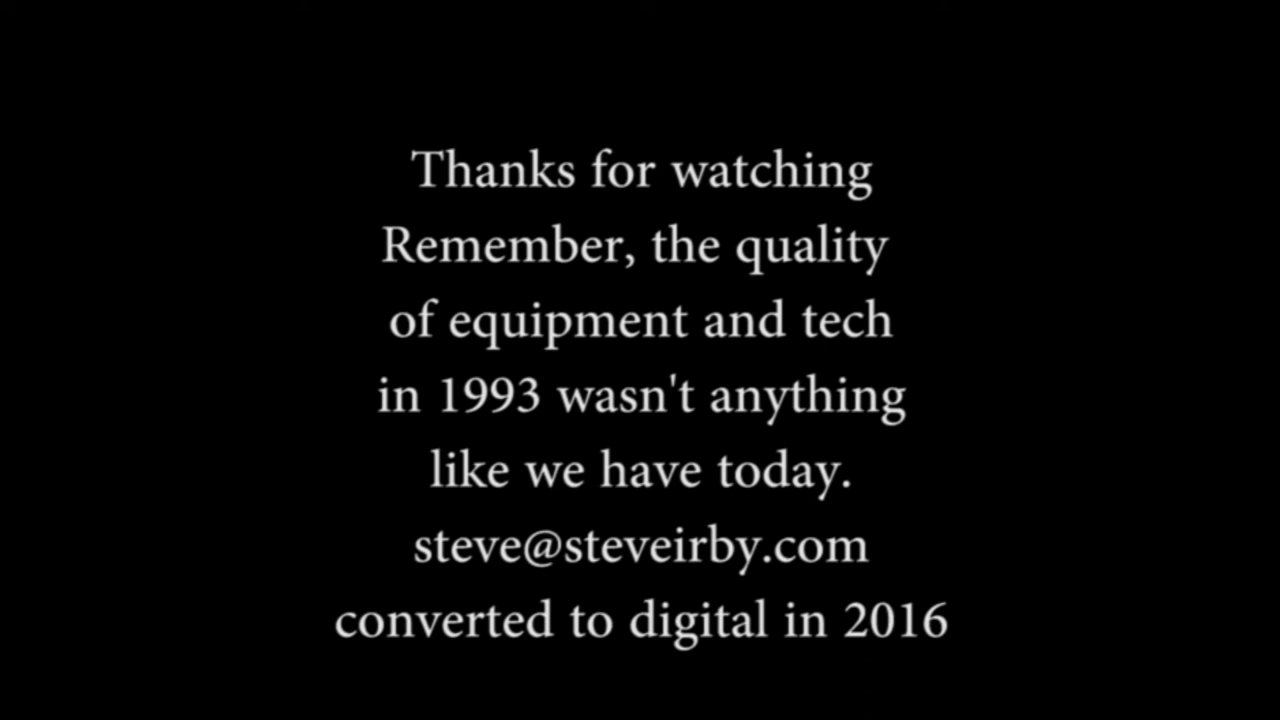 Thanks for watching
Remember, the quality
of equipment and tech
in 1993 wasn't anything
like we have today.
steve@steveirby.com
converted to digital in 2016